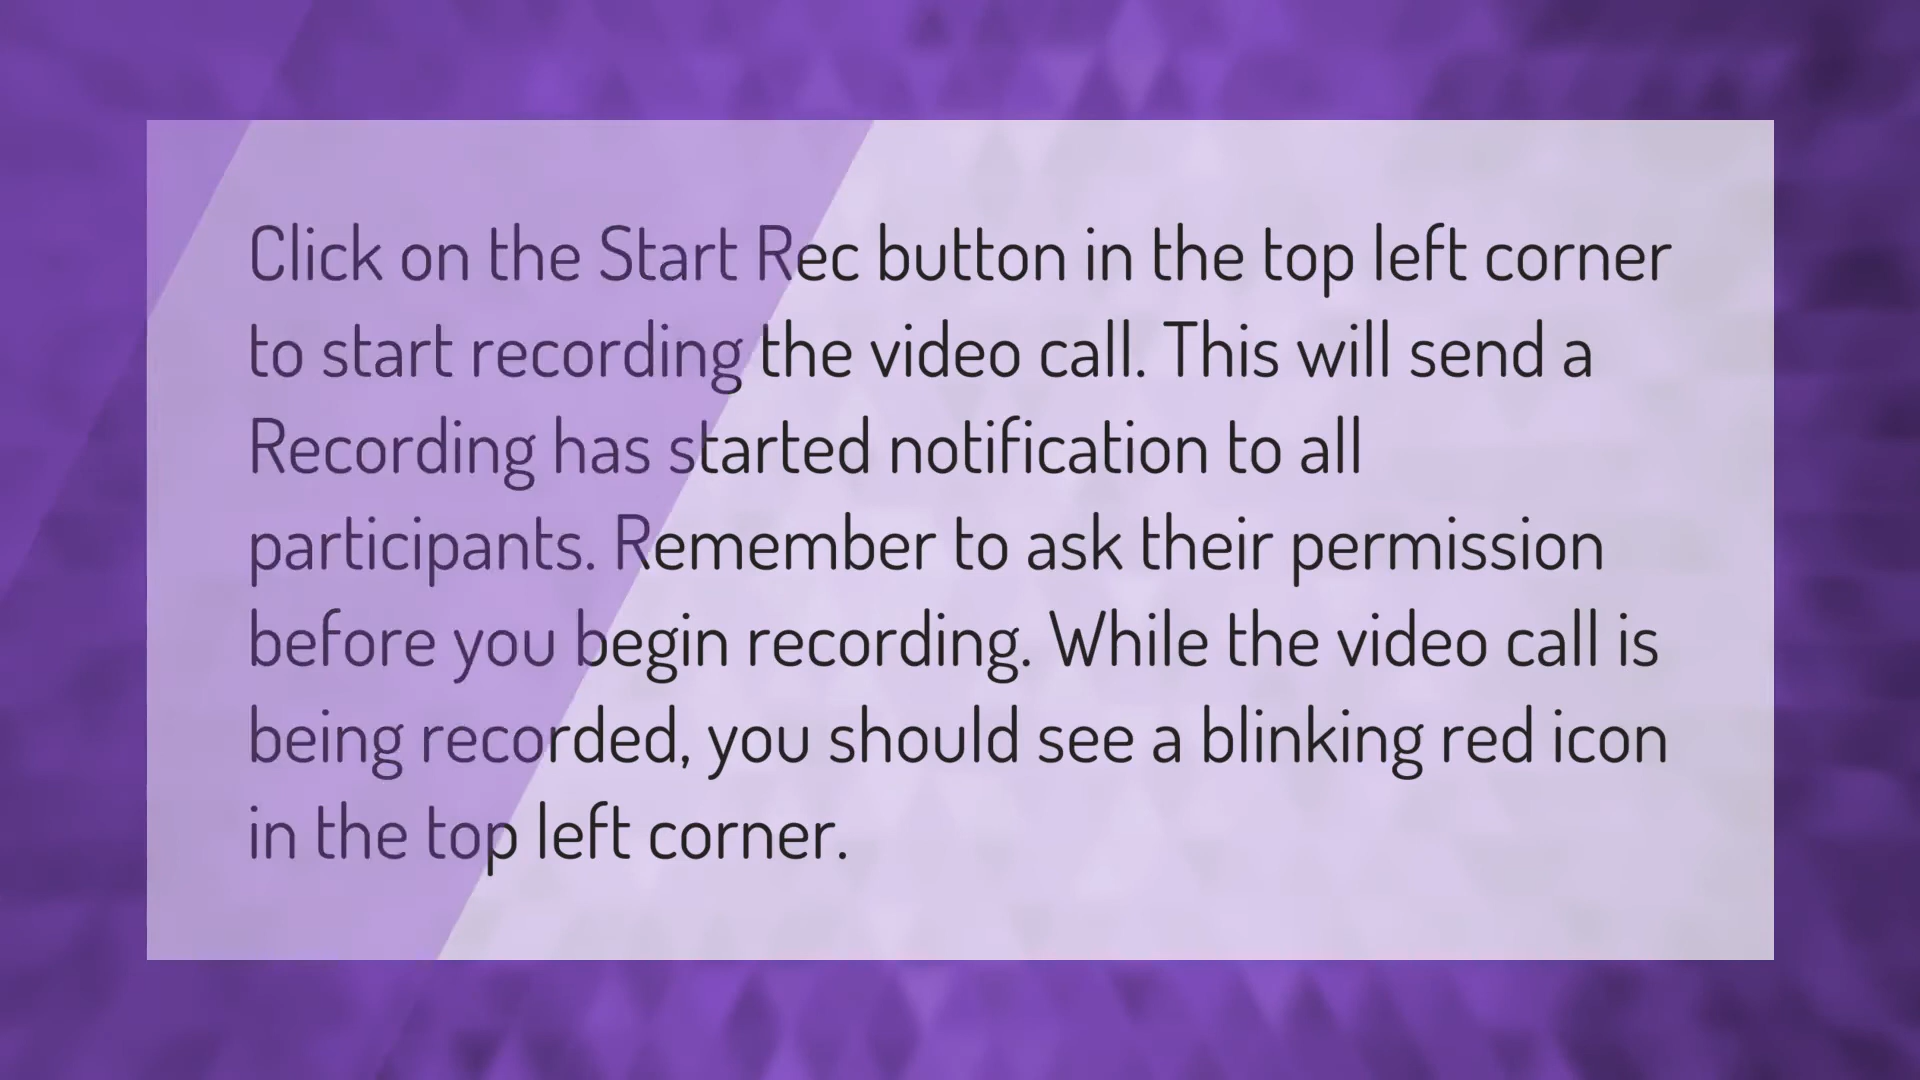 Click on the Start Rec button in the top left corner
to start recording the video call. This will send a
Recording has started notification to all
participants. Remember to ask their permission
before you begin recording. While the video call is
being recorded, you should see a blinking red icon
in the top left corner.